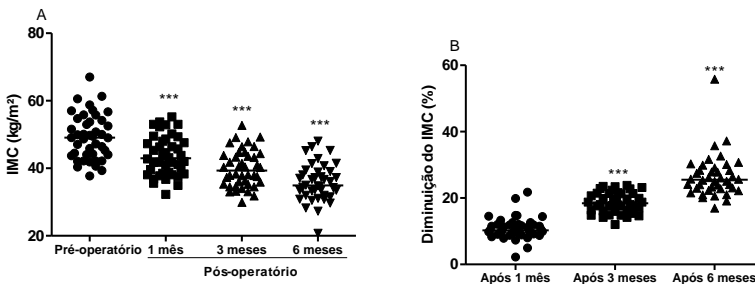 A
IMC (kg/m²)
80
60
40
20
***
***
***
Pré-operatório 1 mês 3 meses 6 meses
Pós-operatório
B
Diminuição do IMC (%)
60
40
20
0
***
***
Após 1 mês Após 3 meses Após 6 meses